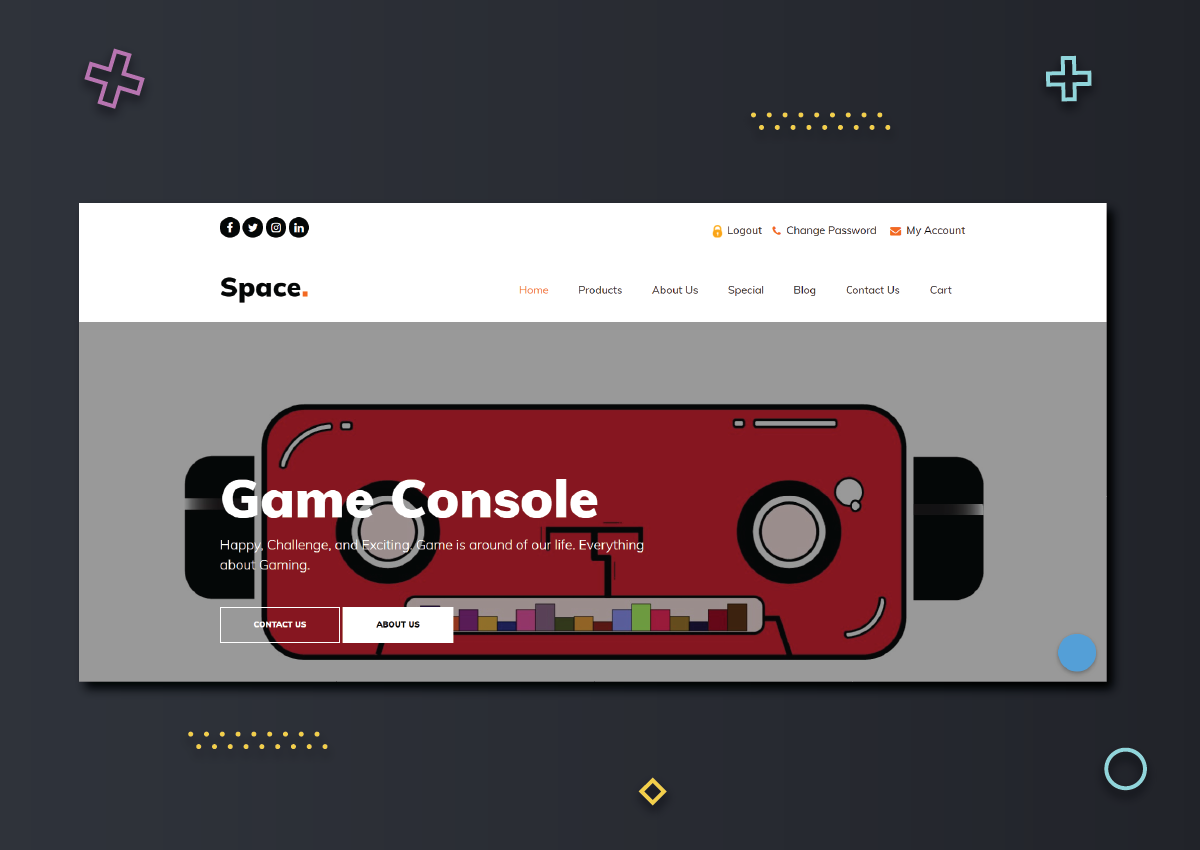 Logout Change Password My Account
Space.
Home Products About Us Special Blog Contact Us Cart
Game Console
Happy, Challenge, and Exciting. Game is around of our life. Everything
about Gaming.
CONTACT US ABOUT US